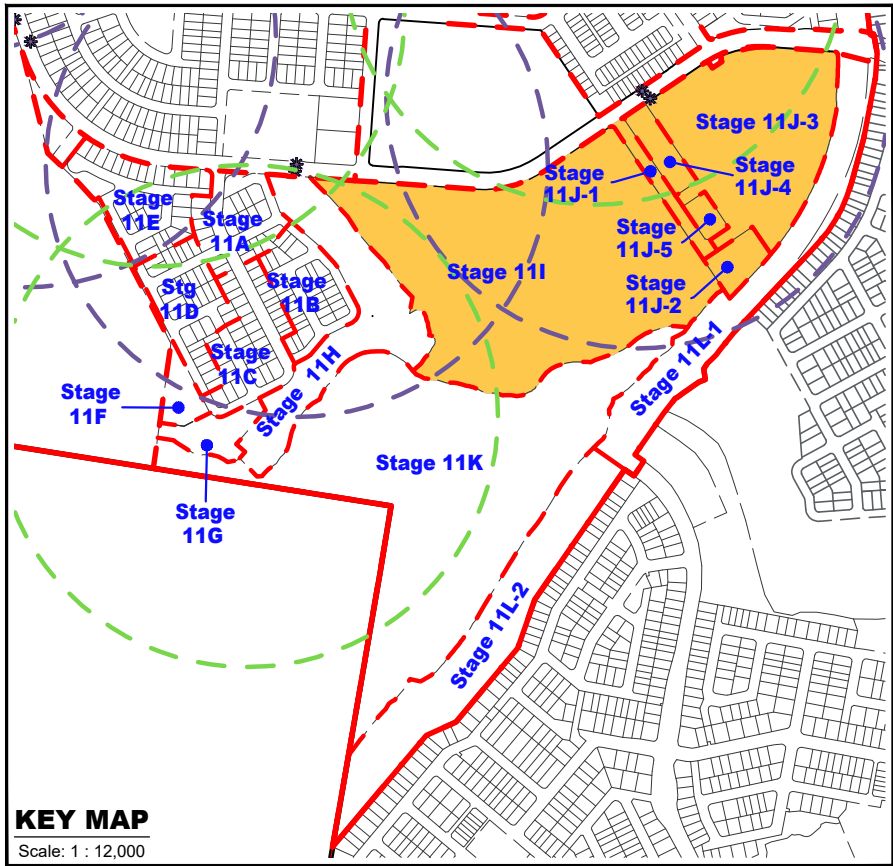 Stage 11J-3
Stage
11J-4
Stage
11J-1
Stage
11E
Stage
11A
Stage
11J-5
Stage 11I
Stage
11J-2
Stg
11D
Stage
11B
Stage
11C
Stage 11H
Stage 11L-1
Stage
11F
Stage 11K
Stage
11G
Stage 11L-2
KEY MAP
Scale: 1 : 12,000